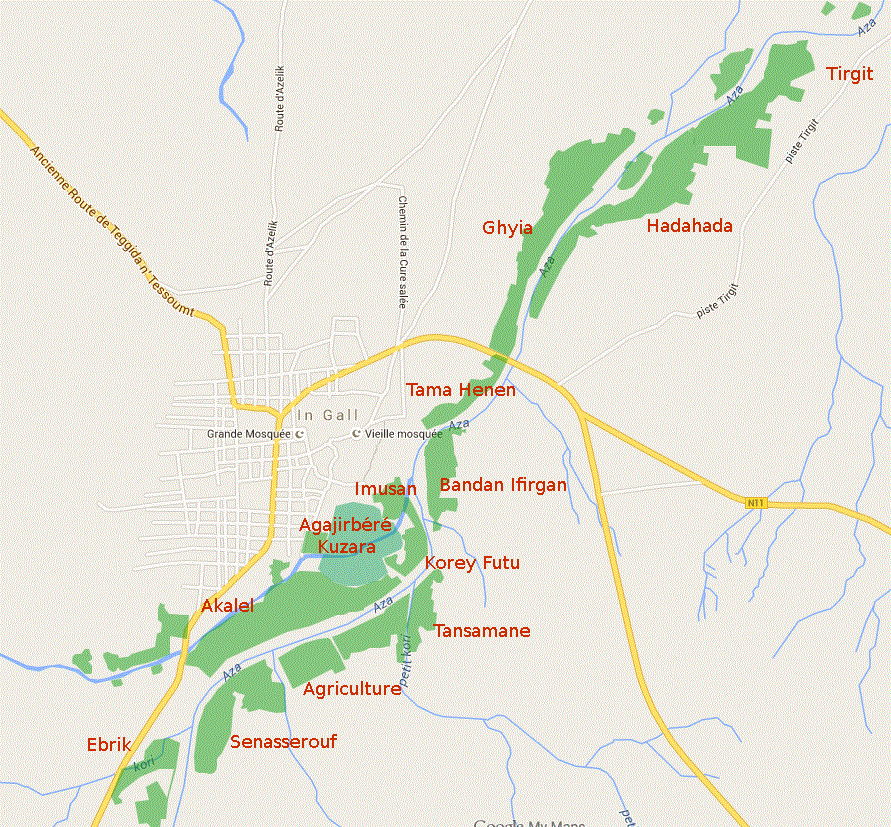 Aza
Tirgit
Route d'Azelik
Aza
piste Tirgit
Ancienne Route de Teggida n' Tessoumt
Chemin de la Cure salée
Ghyia
Hadahada
Route d'Azelik
Aza
piste Tirgit
Tama Henen
In Gall
Aza
Grande Mosquée
Vieille mosquée
Imusan
Bandan Ifirgan
N11
Agajirbéré
Kuzara
Korey Futu
Akalel
Aza
Tansamane
petit kori
Aza
Agriculture
Ebrik
Senasserouf
kori
Google My Maps